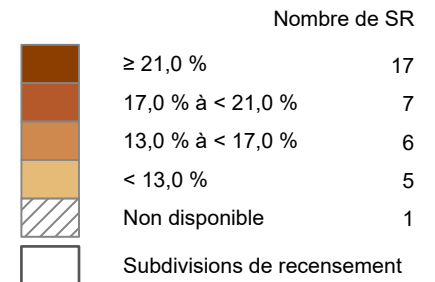 Nombre de SR
≥ 21,0 % 17
17,0 % à < 21,0 % 7
13,0 % à < 17,0 % 6
< 13,0 % 5
Non disponible 1
Subdivisions de recensement